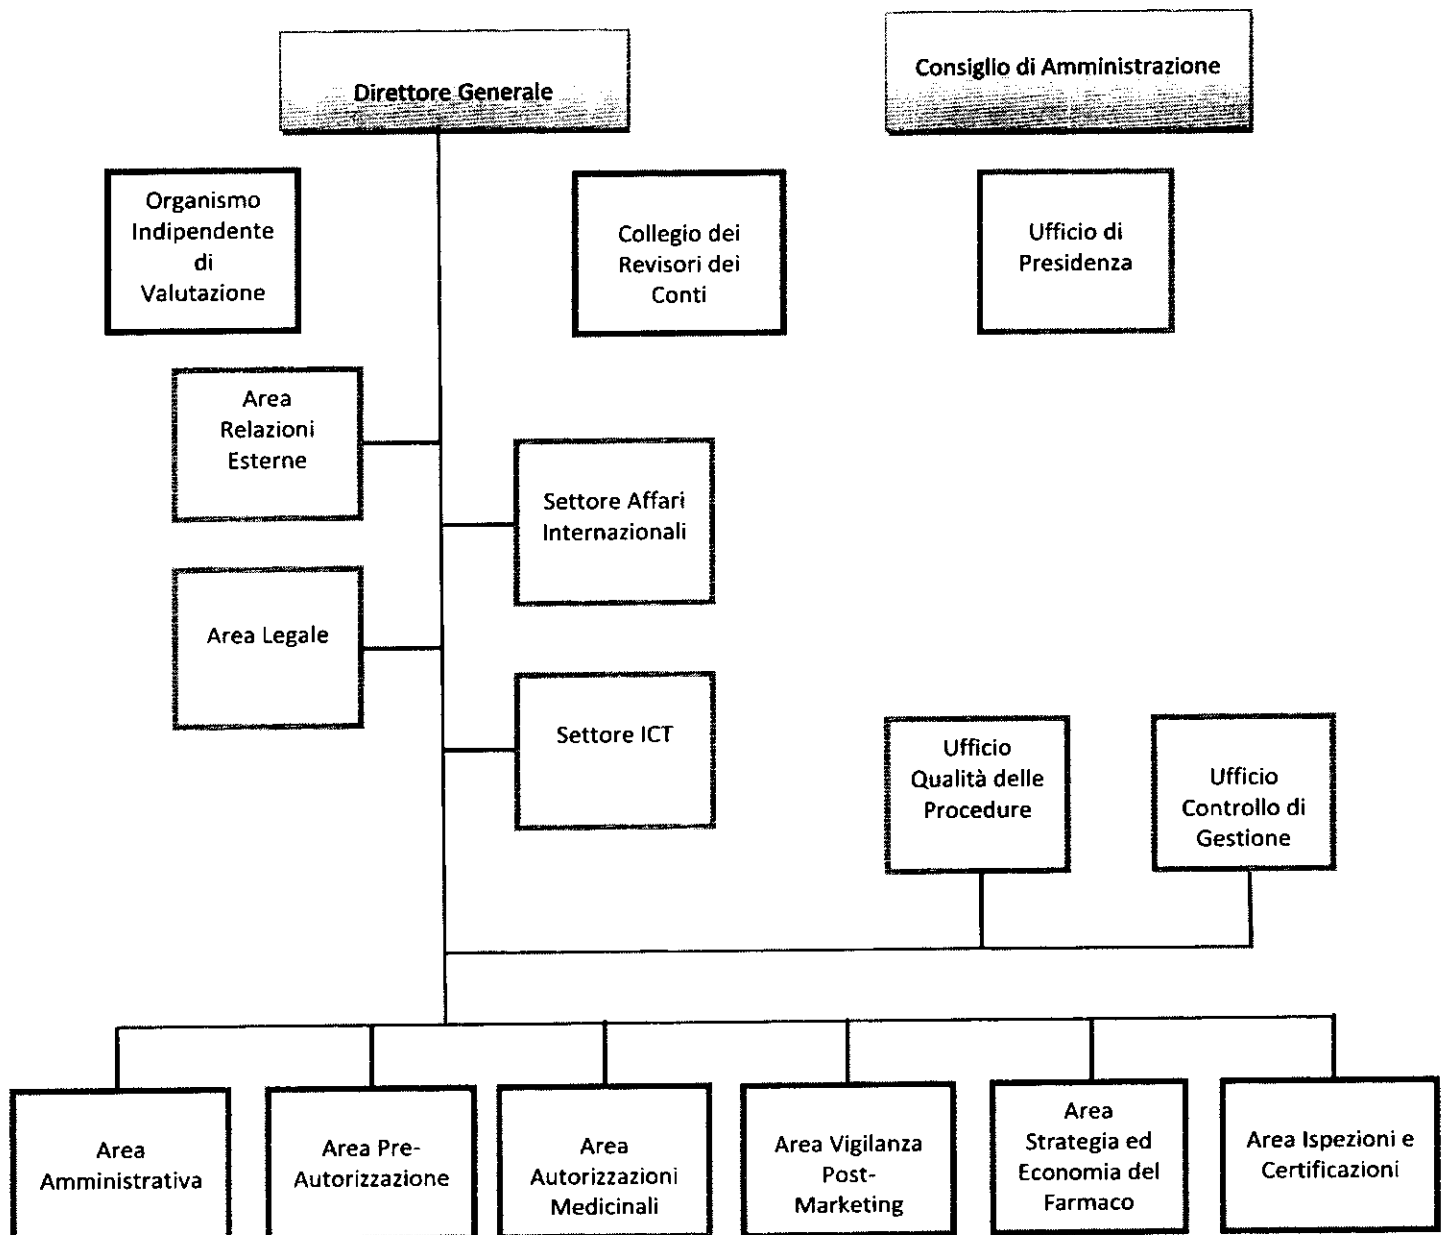 Direttore Generale
Consiglio di Amministrazione
Organismo
Indipendente
di
Valutazione
Collegio dei
Revisori dei
Conti
Ufficio di
Presidenza
Area
Relazioni
Esterne
Settore Affari
Internazionali
Area Legale
Settore ICT
Ufficio
Qualità delle
Procedure
Ufficio
Controllo di
Gestione
Area
Amministrativa
Area Pre-
Autorizzazione
Area
Autorizzazioni
Medicinali
Area Vigilanza
Post-
Marketing
Area
Strategia ed
Economia del
Farmaco
Area Ispezioni e
Certificazioni